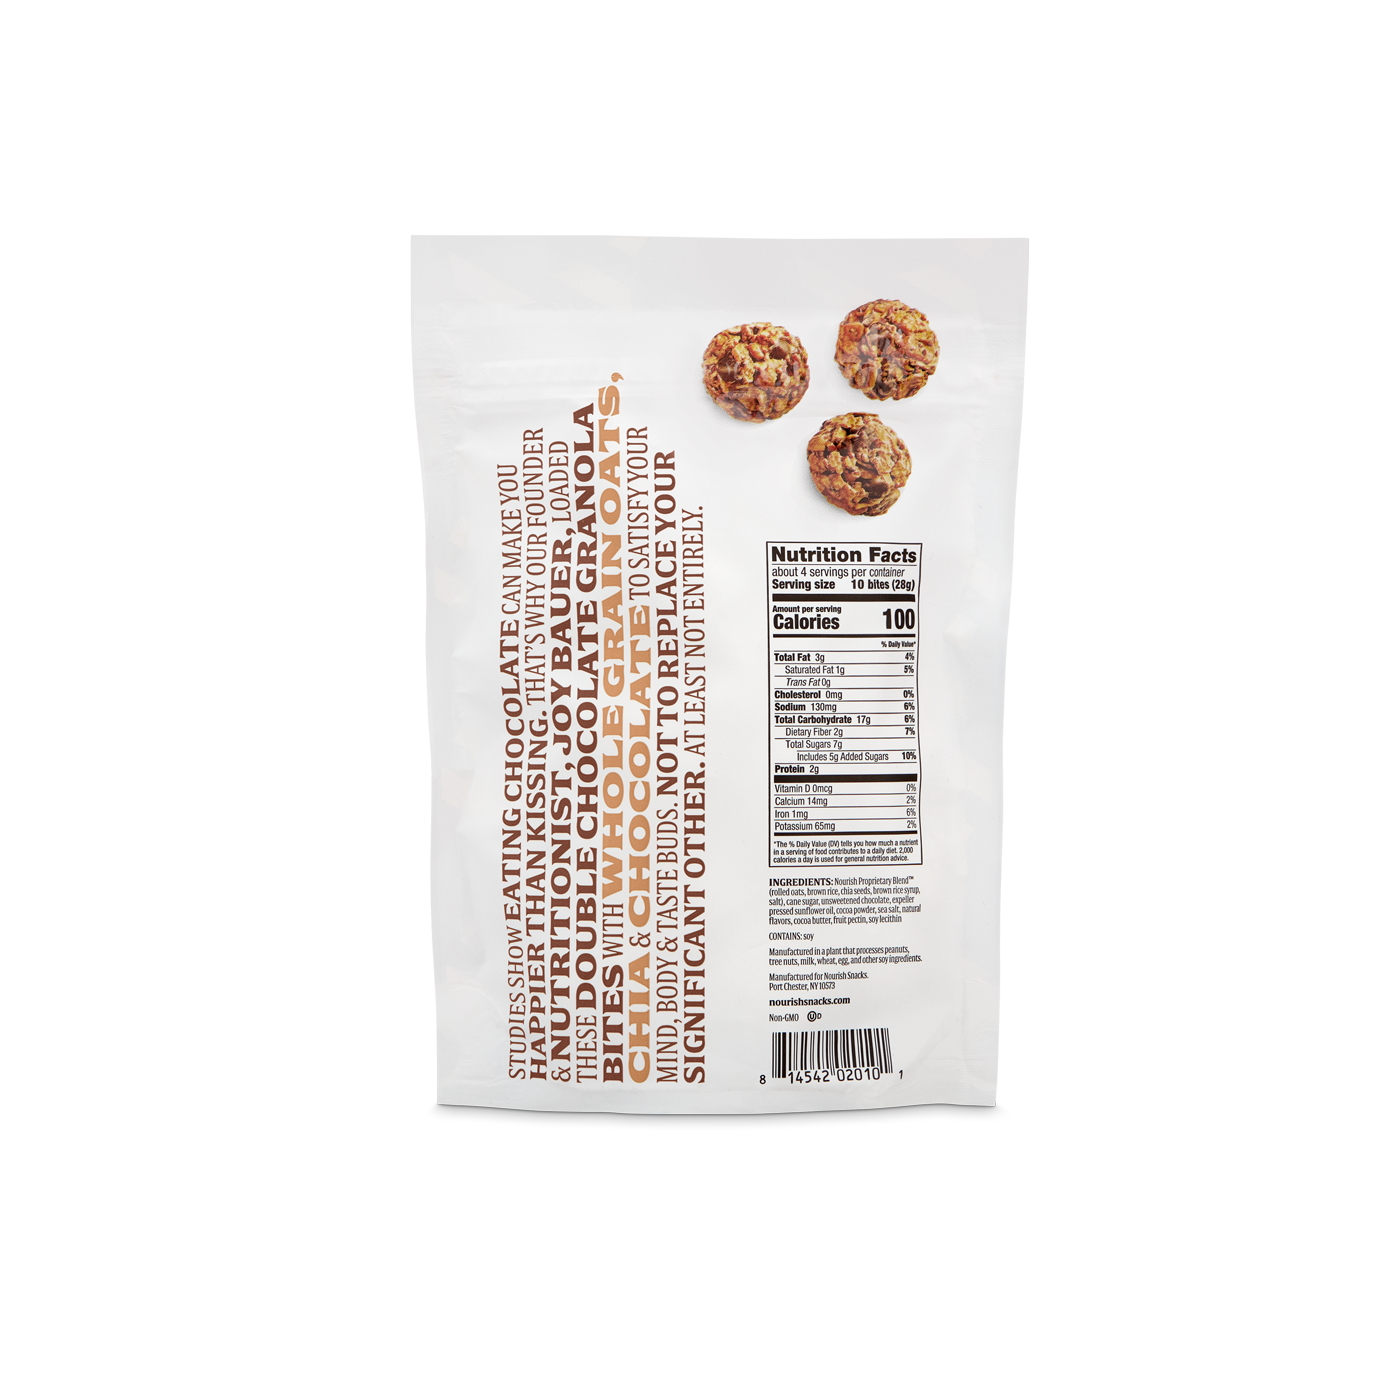 STUDIES SHOW EATING CHOCOLATE CAN MAKE YOU
HAPPIER THAN KISSING. THAT'S WHY OUR FOUNDER
& NUTRITIONIST, JOY BAUER, LOADED
THESE DOUBLE CHOCOLATE GRANOLA
BITES WITH WHOLE GRAIN OATS,
CHIA & CHOCOLATE TO SATISFY YOUR
MIND, BODY & TASTE BUDS. NOT TO REPLACE YOUR
SIGNIFICANT OTHER. AT LEAST NOT ENTIRELY.
Nutrition Facts
about 4 servings per container
Serving size 10 bites (28g)
Amount per serving
Calories 100
% Daily Value*
Total Fat 3g 4%
Saturated Fat 1g 5%
Trans Fat 0g
Cholesterol 0mg 0%
Sodium 130mg 6%
Total Carbohydrate 17g 6%
Dietary Fiber 2g 7%
Total Sugars 7g
Includes 5g Added Sugars 10%
Protein 2g
Vitamin D 0mcg 0%
Calcium 14mg 2%
Iron 1mg 6%
Potassium 65mg 2%
*The % Daily Value (DV) tells you how much a nutrient
in a serving of food contributes to a daily diet. 2,000
calories a day is used for general nutrition advice.
INGREDIENTS: Nourish Proprietary Blend™
(rolled oats, brown rice, chia seeds, brown rice syrup,
salt), cane sugar, unsweetened chocolate, expeller
pressed sunflower oil, cocoa powder, sea salt, natural
flavors, cocoa butter, fruit pectin, soy lecithin
CONTAINS: soy
Manufactured in a plant that processes peanuts,
tree nuts, milk, wheat, egg, and other soy ingredients.
Manufactured for Nourish Snacks.
Port Chester, NY 10573
nourishsnacks.com
Non-GMO Ⓤ D
8 14542 02010 1